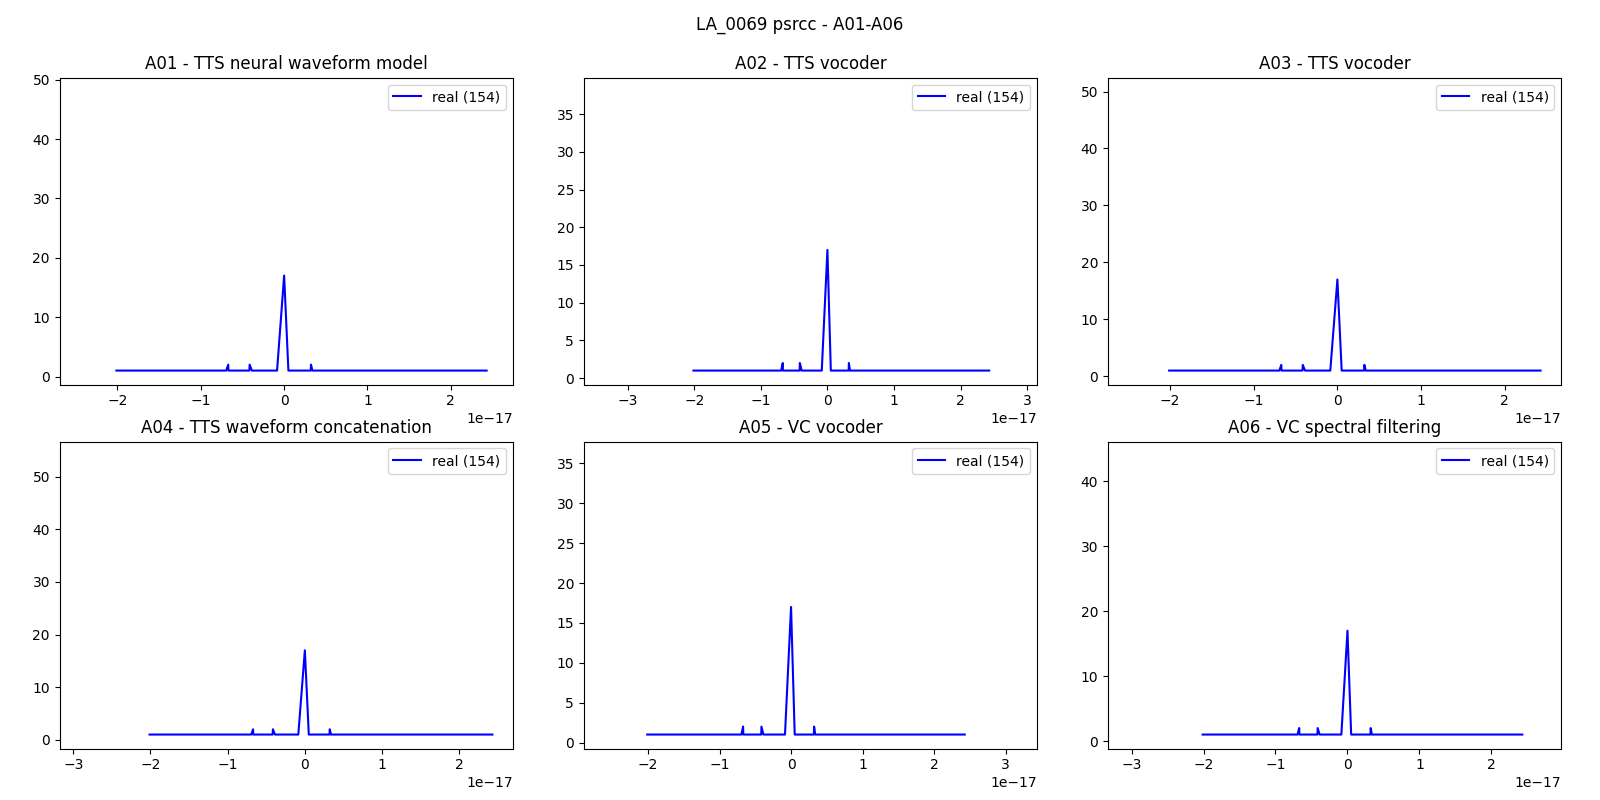 LA_0069 psrcc - A01-A06
A01 - TTS neural waveform model
real (154)
50
40
30
20
10
0
−2 −1 0 1 2
1e−17
A02 - TTS vocoder
real (154)
35
30
25
20
15
10
5
0
−3 −2 −1 0 1 2 3
1e−17
A03 - TTS vocoder
real (154)
50
40
30
20
10
0
−2 −1 0 1 2
1e−17
A04 - TTS waveform concatenation
real (154)
50
40
30
20
10
0
−3 −2 −1 0 1 2
1e−17
A05 - VC vocoder
real (154)
35
30
25
20
15
10
5
0
−2 −1 0 1 2 3
1e−17
A06 - VC spectral filtering
real (154)
40
30
20
10
0
−3 −2 −1 0 1 2
1e−17